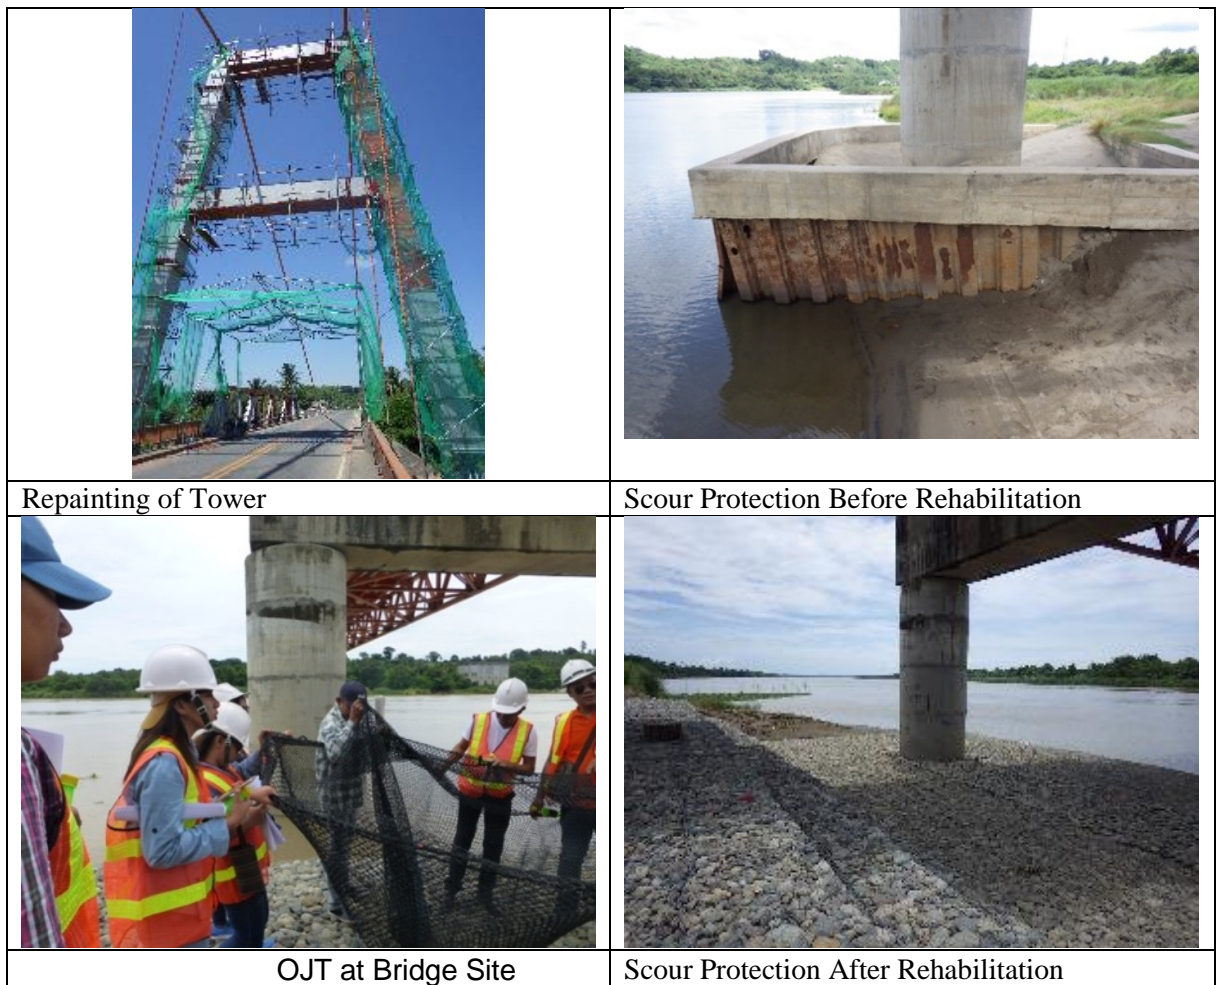 Repainting of Tower
Scour Protection Before Rehabilitation
OJT at Bridge Site
Scour Protection After Rehabilitation